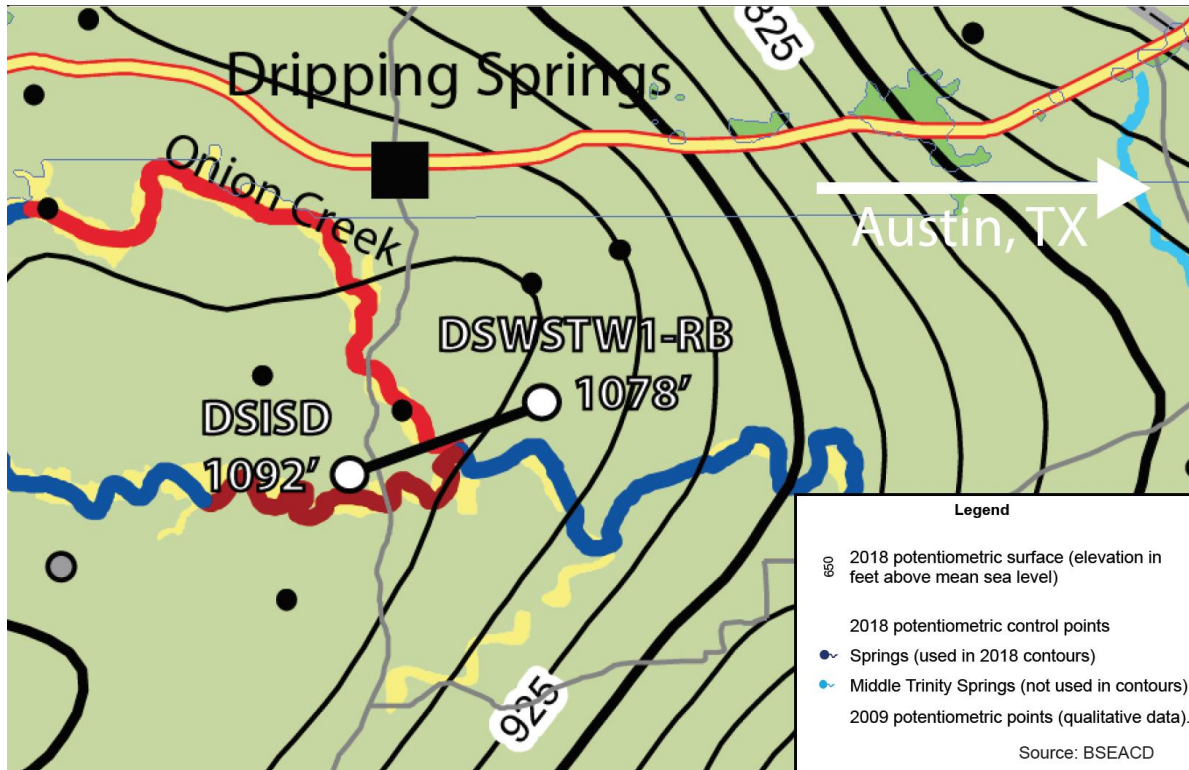 Dripping Springs
Onion Creek
Austin, TX
DSWSTW1-RB
1078'
DSISD
1092'
925
Legend
650
2018 potentiometric surface (elevation in
feet above mean sea level)
2018 potentiometric control points
Springs (used in 2018 contours)
Middle Trinity Springs (not used in contours)
2009 potentiometric points (qualitative data).
Source: BSEACD